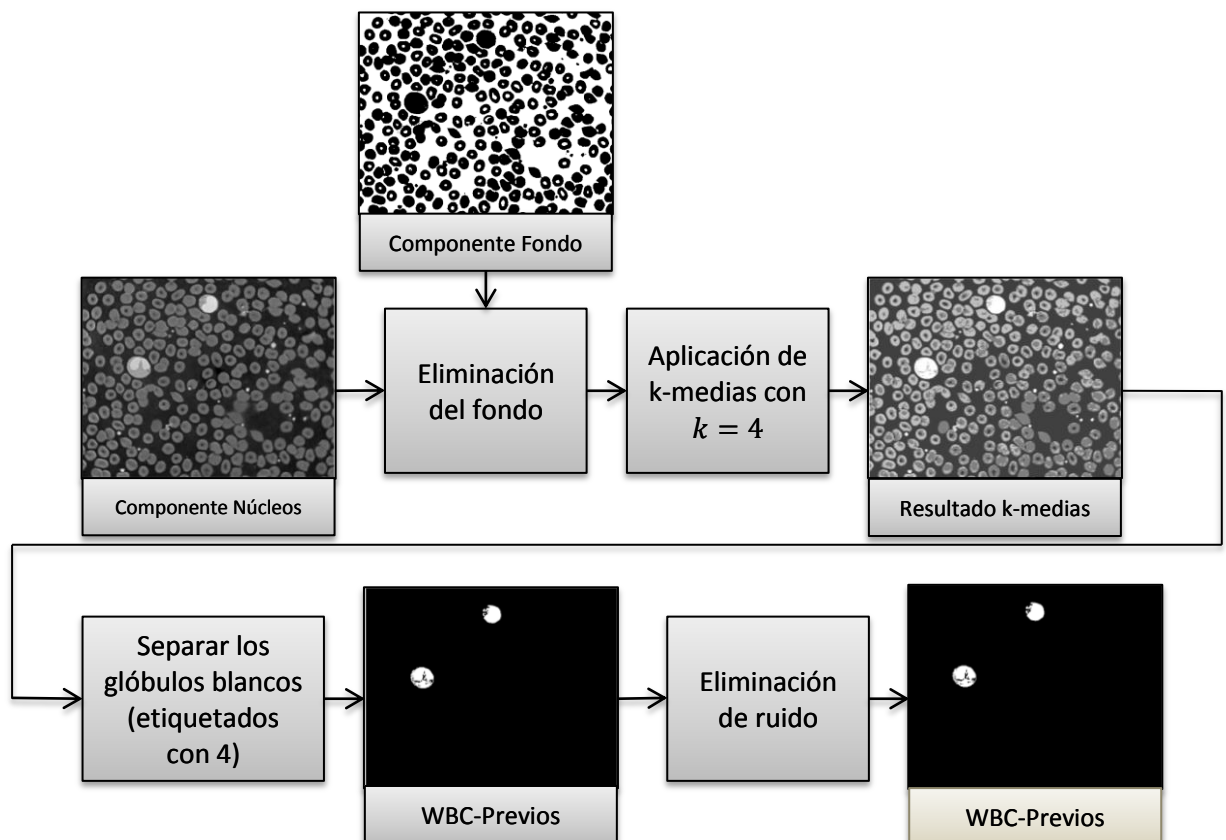 Componente Fondo
Componente Núcleos
Eliminación
del fondo
Aplicación de
k-medias con
k = 4
Resultado k-medias
Separar los
glóbulos blancos
(etiquetados
con 4)
WBC-Previos
Eliminación
de ruido
WBC-Previos